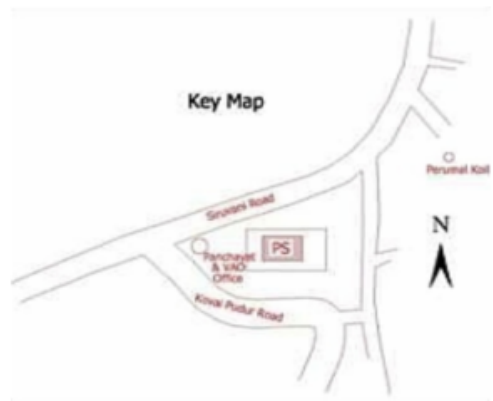 Key Map
Perumal Koil
Siruvani Road
N
PS
Panchayat
& VAO
Office
Kovai Pudur Road